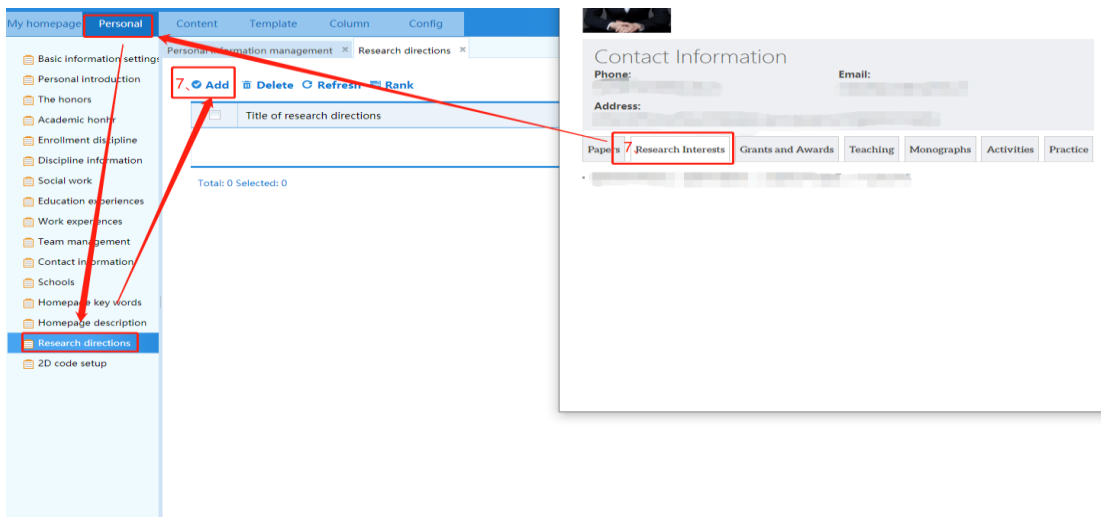 My homepage Personal Content Template Column Config
Basic information settings
Personal introduction
The honors
Academic honhr
Enrollment discipline
Discipline information
Social work
Education experiences
Work experiences
Team management
Contact information
Schools
Homepage key words
Homepage description
Research directions
2D code setup
Personal information management × Research directions ×
7、 Add Delete Refresh Rank
Title of research directions
Total: 0 Selected: 0
Contact Information
Phone: Email:
Address:
Papers 7 Research Interests Grants and Awards Teaching Monographs Activities Practice